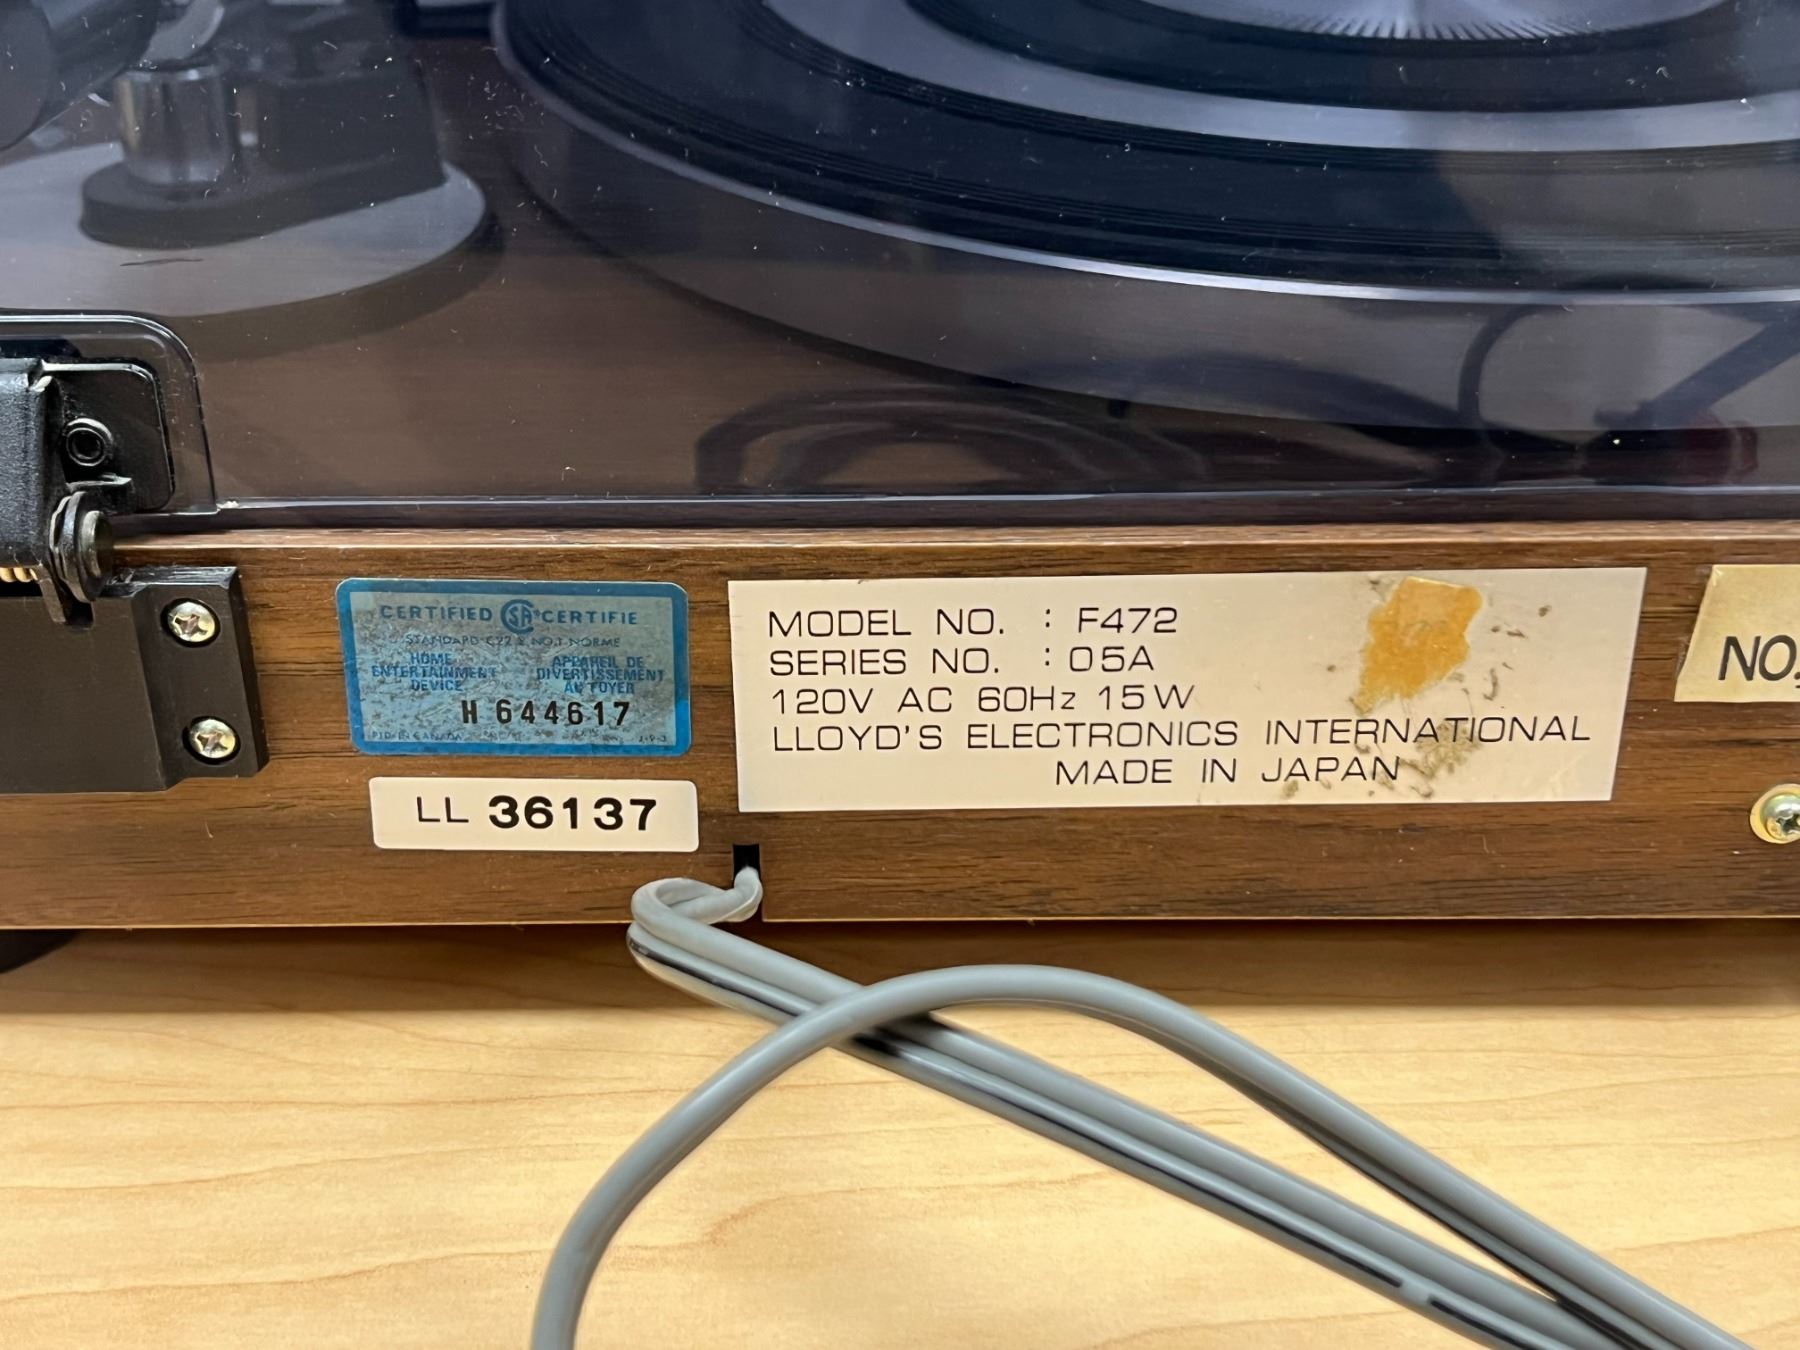 CERTIFIED SA CERTIFIE
STANDARD C22.2 NO.1 NORME
HOME ENTERTAINMENT DEVICE
APPAREIL DE DIVERTISSEMENT AU FOYER
H 644617
LL 36137
MODEL NO. : F472
SERIES NO. : 05A
120V AC 60Hz 15W
LLOYD'S ELECTRONICS INTERNATIONAL
MADE IN JAPAN
NO.